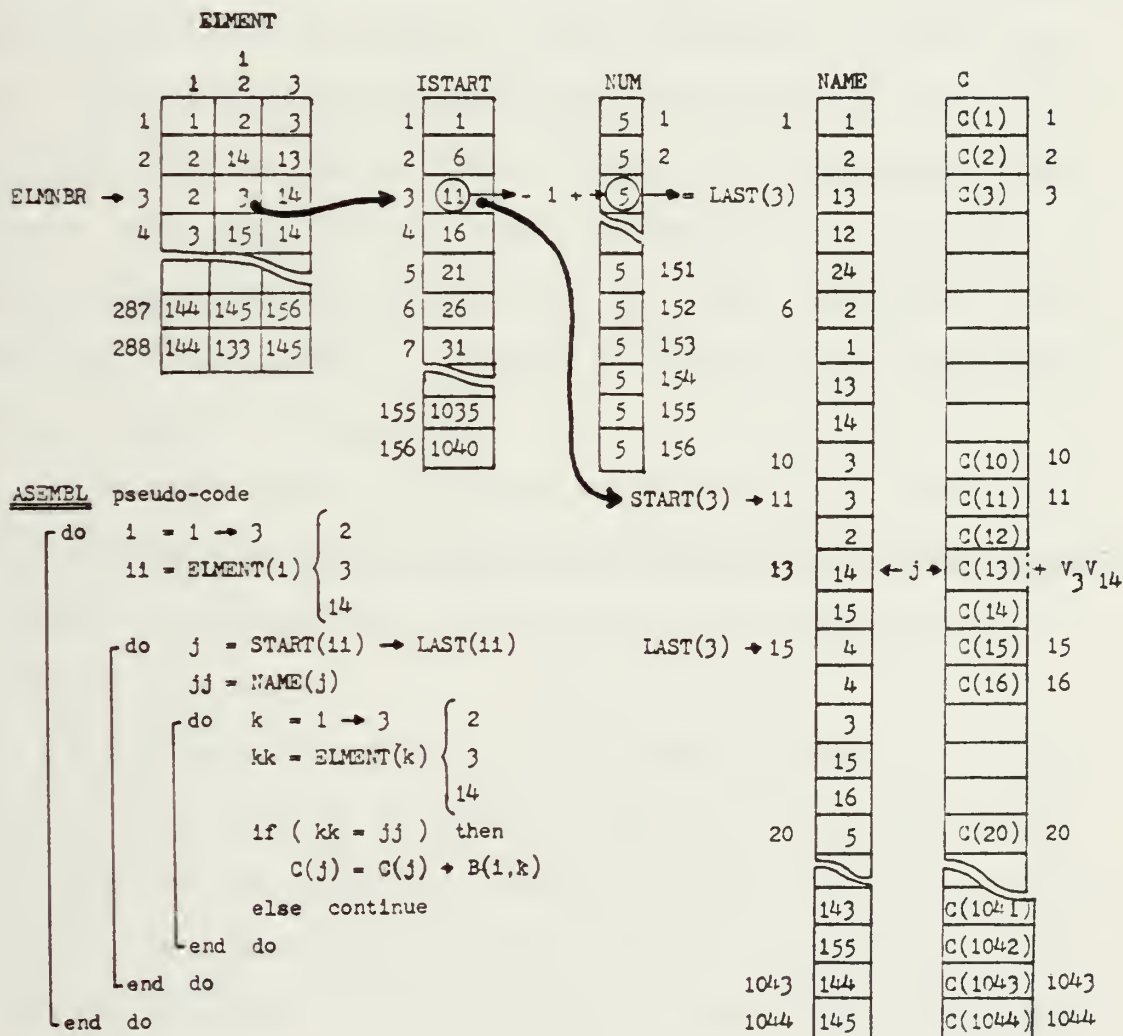 ELMENT
1
1 2 3
1 1 2 3
2 2 14 13
ELMNBR → 3 2 3 14
4 3 15 14
287 144 145 156
288 144 133 145
ISTART
1 1
2 6
3 11 - 1 +
4 16
5 21
6 26
7 31
155 1035
156 1040
NUM
5 1
5 2
5 = LAST(3)
5 151
5 152
5 153
5 154
5 155
5 156
NAME
1 1
2
13
12
24
6 2
1
13
14
10 3
START(3) → 11 3
2
13 14 ← j →
15
LAST(3) → 15 4
4
3
15
16
20 5
143
155
1043 144
1044 145
C
C(1) 1
C(2) 2
C(3) 3
C(10) 10
C(11) 11
C(12)
C(13) + V3V14
C(14)
C(15) 15
C(16) 16
C(20) 20
C(1041)
C(1042)
C(1043) 1043
C(1044) 1044
ASEMBL pseudo-code
do i = 1 → 3
ii = ELMENT(i) { 2 3 14
do j = START(ii) → LAST(ii)
jj = NAME(j)
do k = 1 → 3
kk = ELMENT(k) { 2 3 14
if ( kk = jj ) then
C(j) = C(j) + B(i,k)
else continue
end do
end do
end do